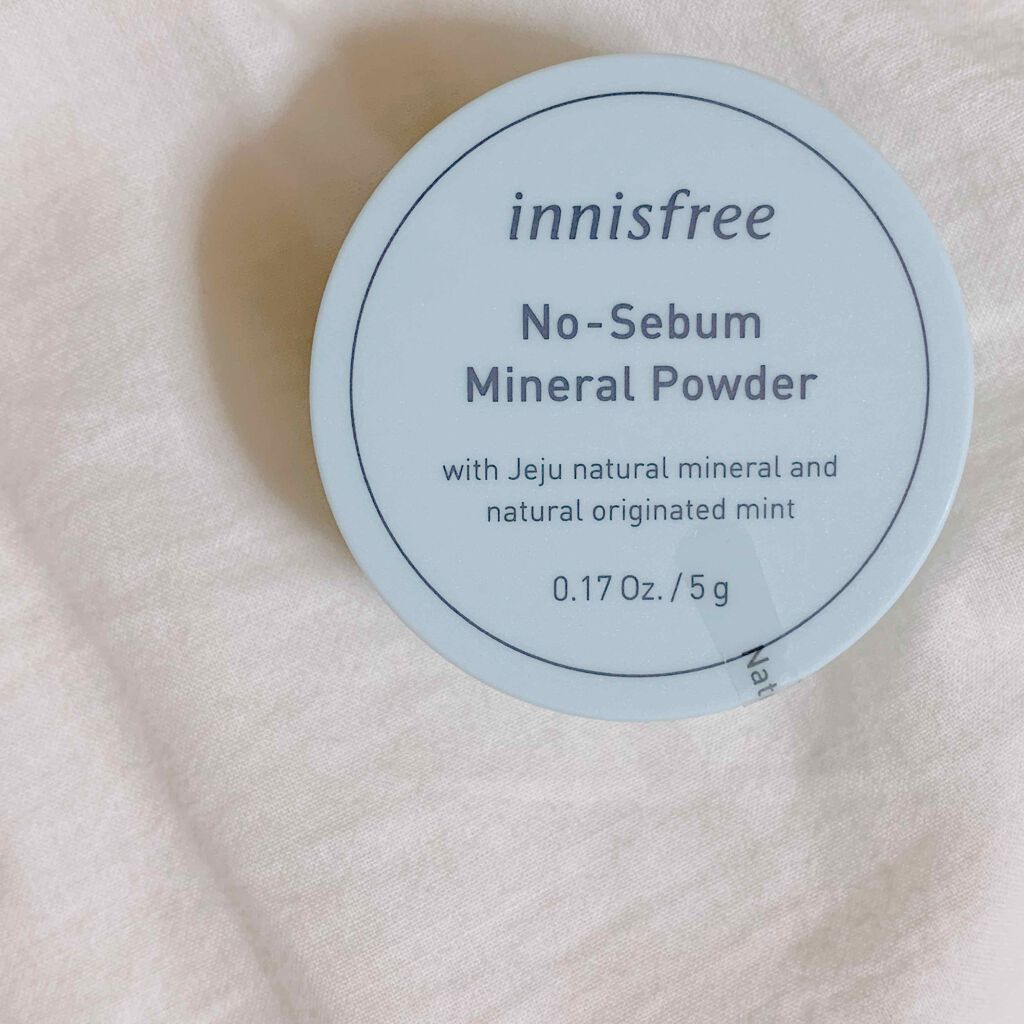 innisfree
No-Sebum
Mineral Powder
with Jeju natural mineral and
natural originated mint
0.17 Oz. / 5 g
Nat